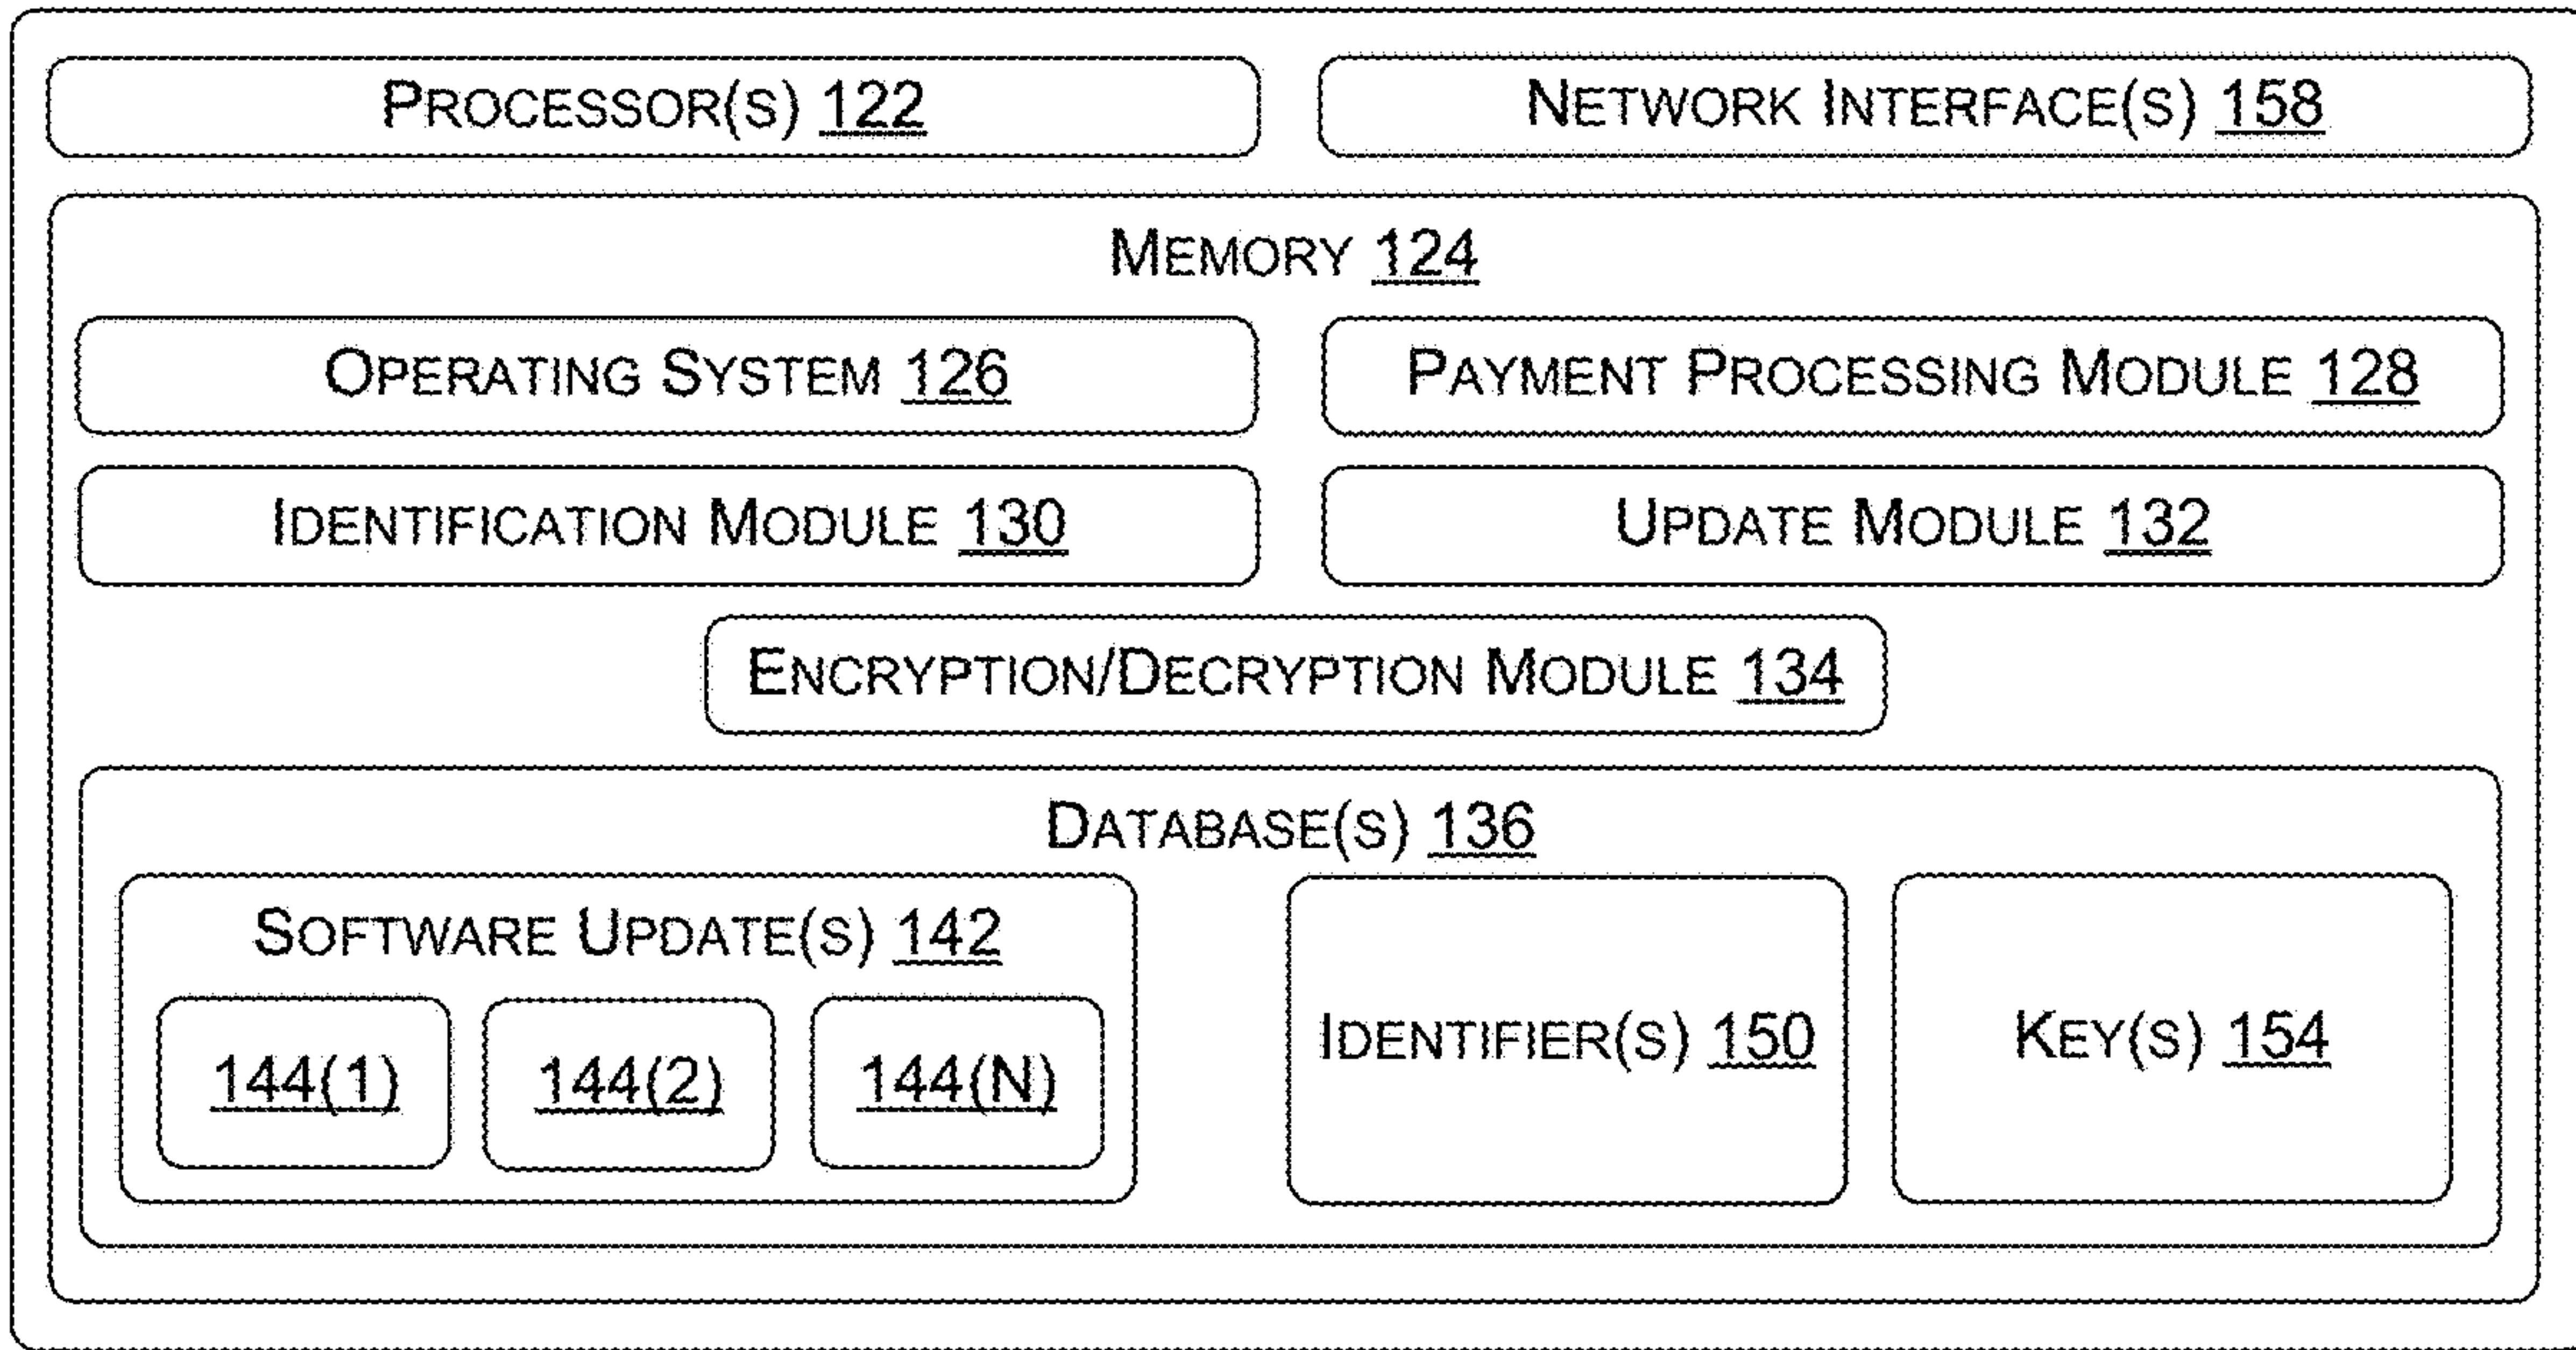 PROCESSOR(S) 122
NETWORK INTERFACE(S) 158
MEMORY 124
OPERATING SYSTEM 126
PAYMENT PROCESSING MODULE 128
IDENTIFICATION MODULE 130
UPDATE MODULE 132
ENCRYPTION/DECRYPTION MODULE 134
DATABASE(S) 136
SOFTWARE UPDATE(S) 142
144(1)
144(2)
144(N)
IDENTIFIER(S) 150
KEY(S) 154